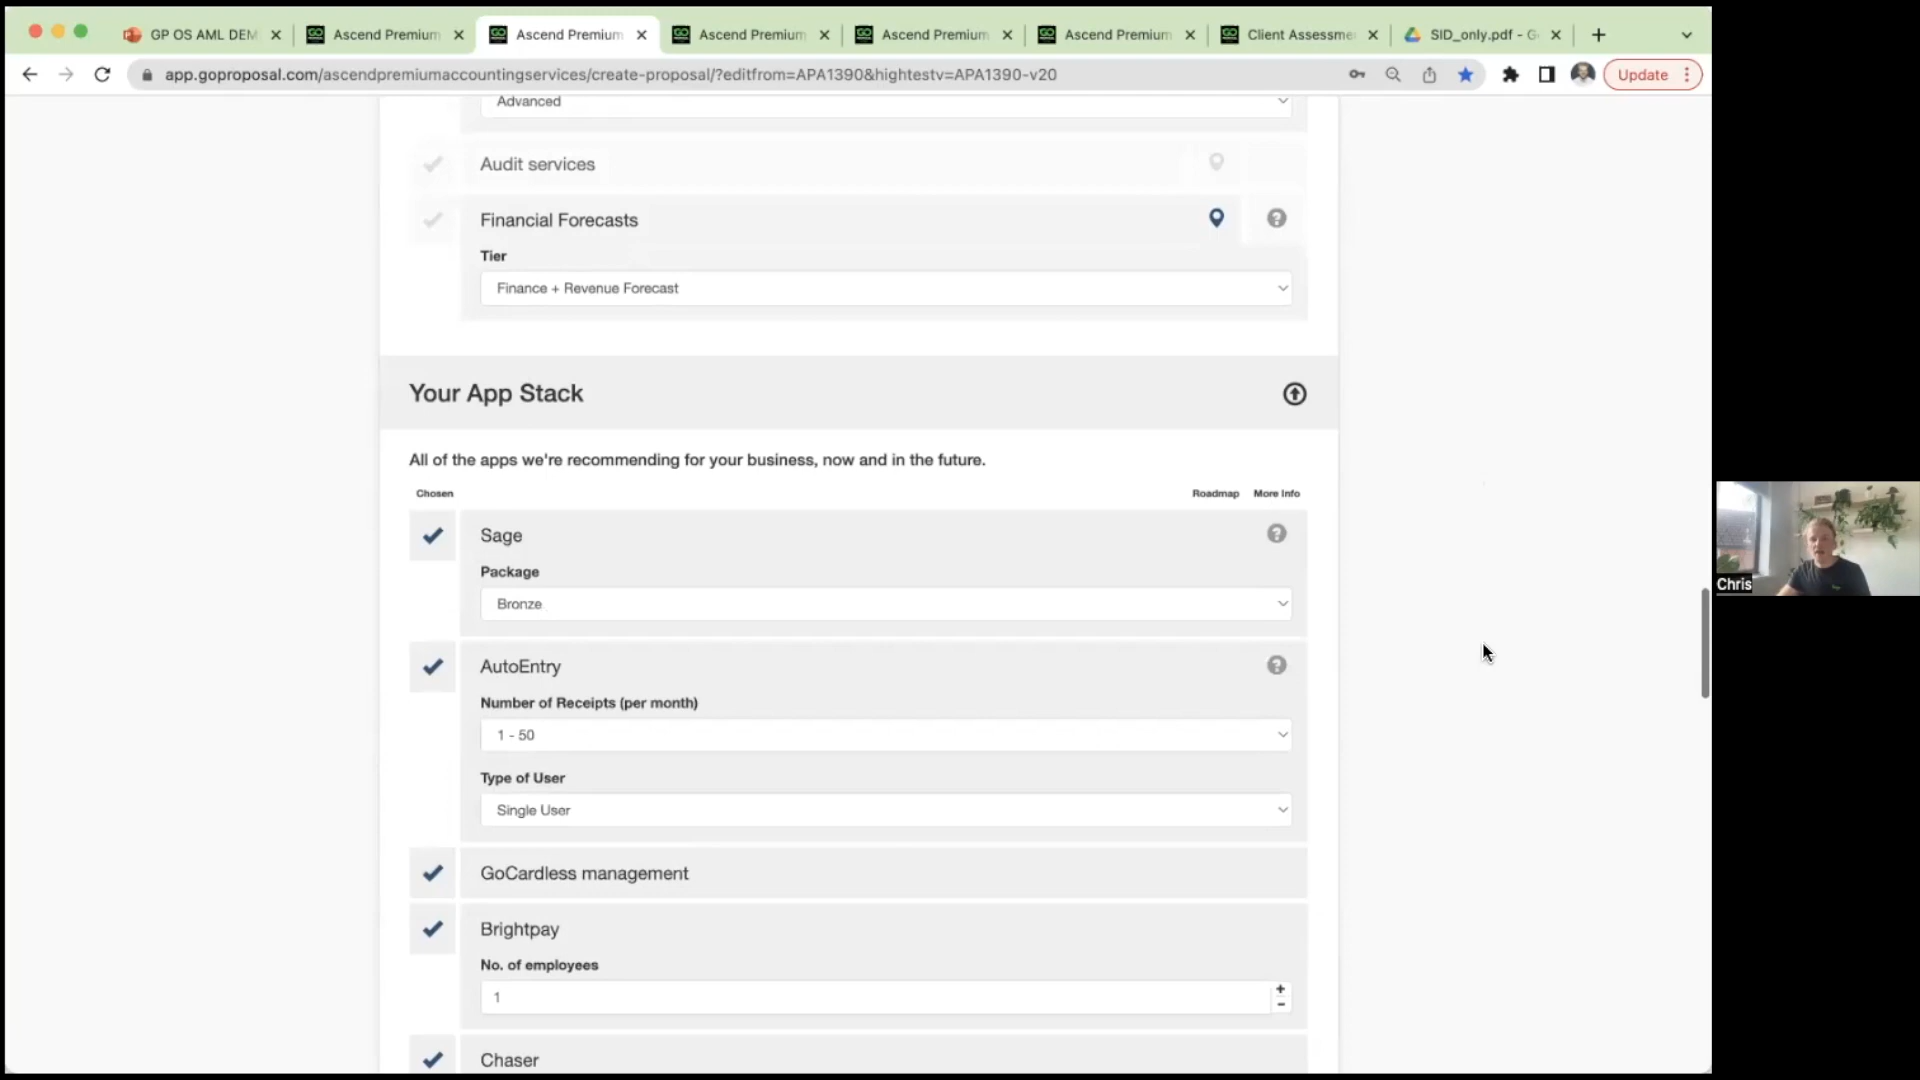 GP OS AML DEM
Ascend Premium
Ascend Premium
Ascend Premium
Ascend Premium
Ascend Premium
Client Assessme
SID_only.pdf - G
app.goproposal.com/ascendpremiumaccountingservices/create-proposal/?editfrom=APA1390&hightestv=APA1390-v20
Update
Advanced
Audit services
Financial Forecasts
Tier
Finance + Revenue Forecast
Your App Stack
All of the apps we're recommending for your business, now and in the future.
Chosen
Roadmap
More Info
Sage
Package
Bronze
AutoEntry
Number of Receipts (per month)
1 - 50
Type of User
Single User
GoCardless management
Brightpay
No. of employees
1
Chaser
Chris